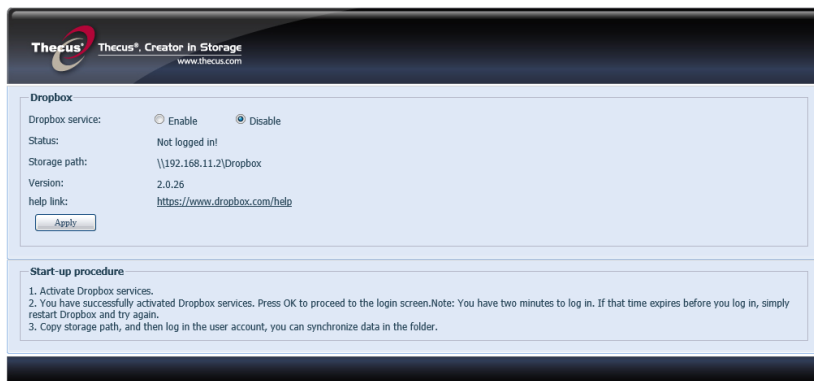 Thecus® Thecus®, Creator in Storage
www.thecus.com
Dropbox
Dropbox service: Enable Disable
Status: Not logged in!
Storage path: \\192.168.11.2\Dropbox
Version: 2.0.26
help link: https://www.dropbox.com/help
Apply
Start-up procedure
1. Activate Dropbox services.
2. You have successfully activated Dropbox services. Press OK to proceed to the login screen.Note: You have two minutes to log in. If that time expires before you log in, simply
restart Dropbox and try again.
3. Copy storage path, and then log in the user account, you can synchronize data in the folder.